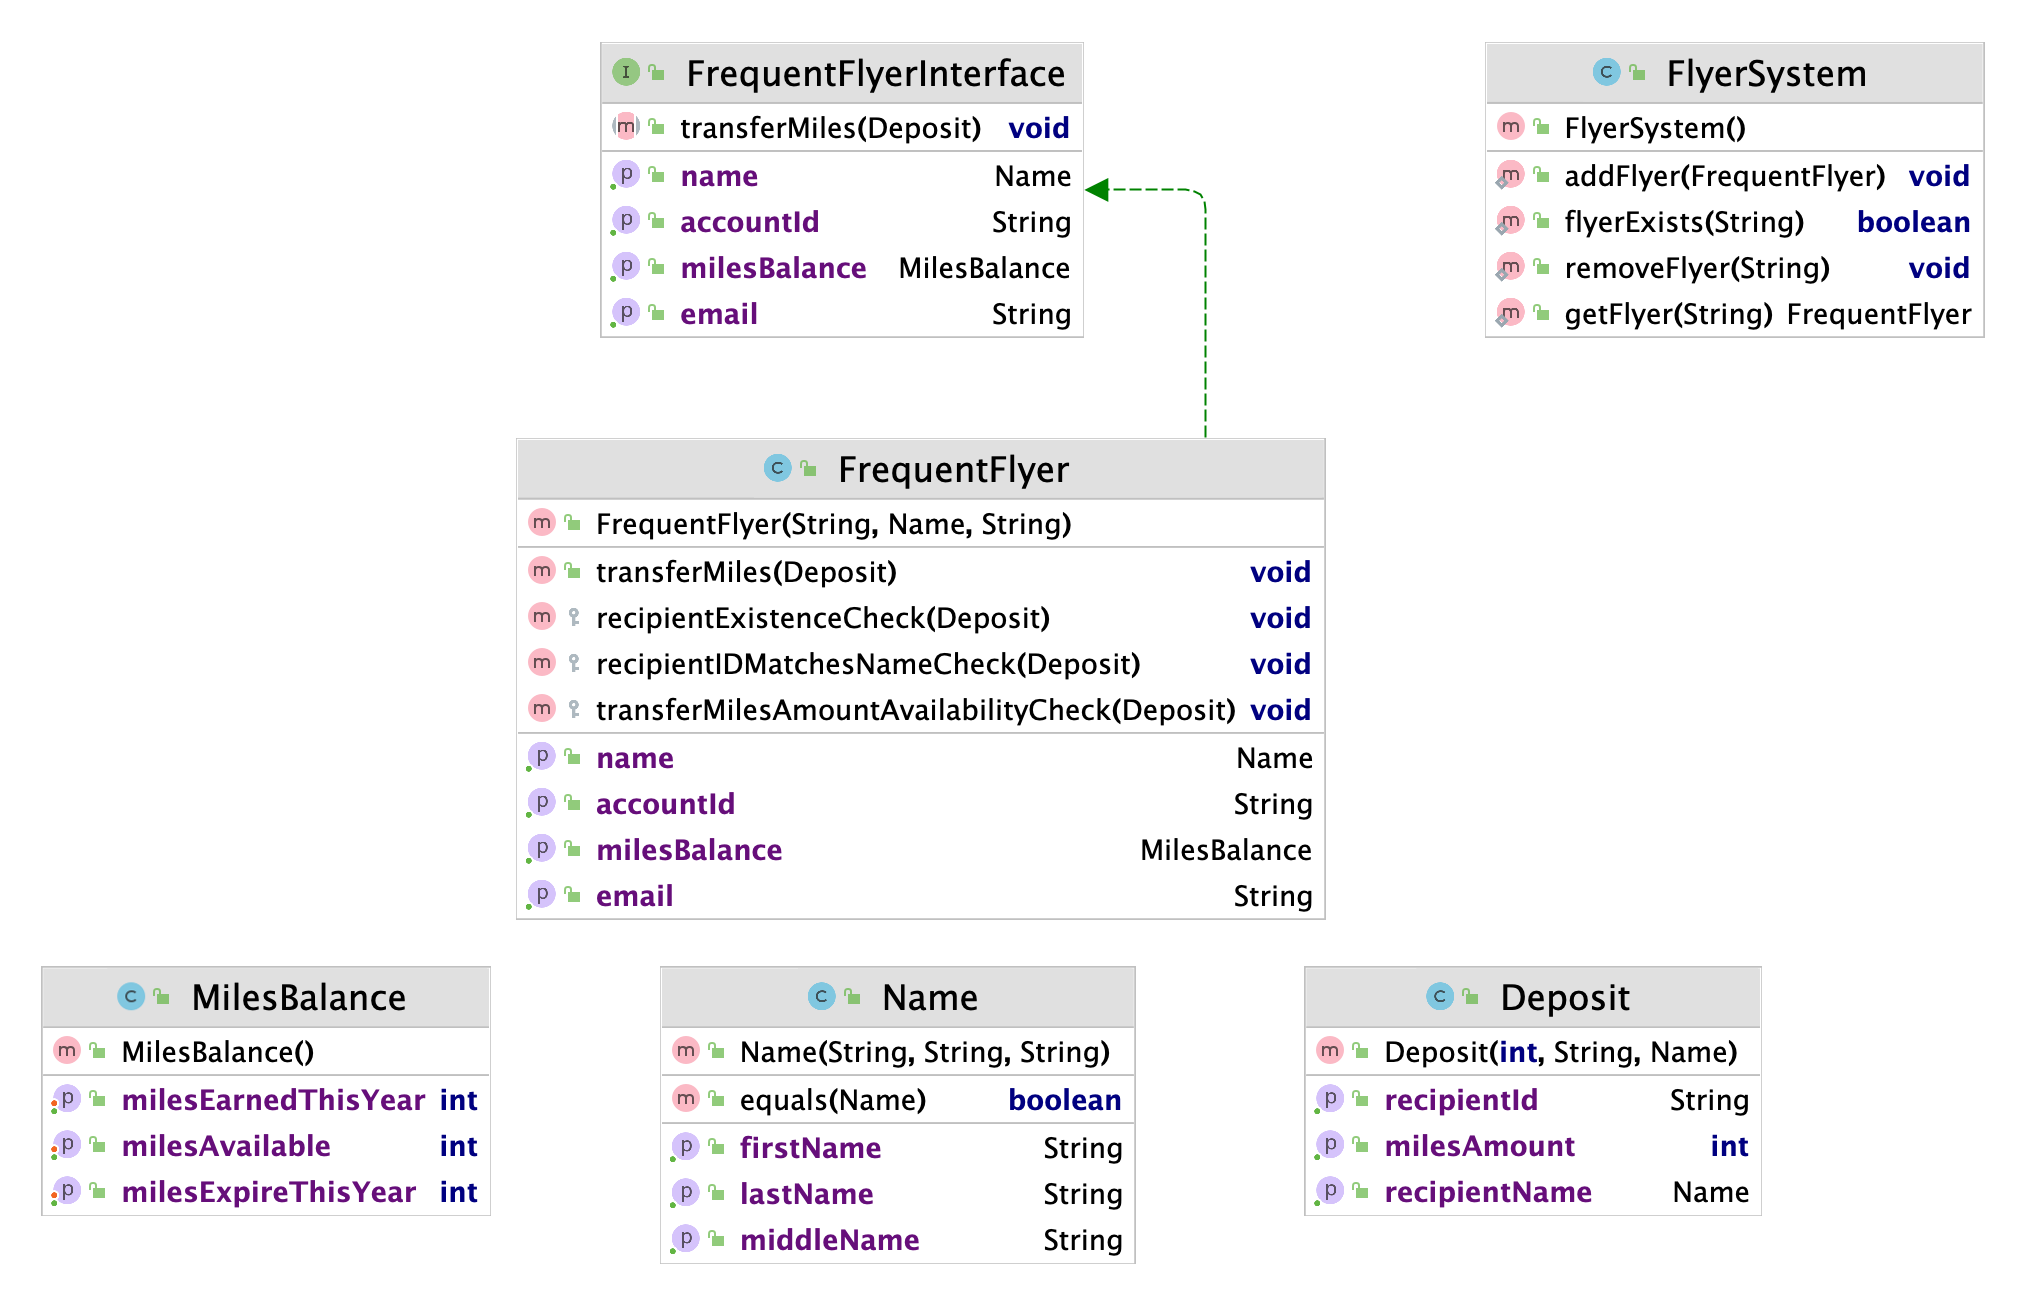 FrequentFlyerInterface
transferMiles(Deposit) void
name Name
accountId String
milesBalance MilesBalance
email String
FlyerSystem
FlyerSystem()
addFlyer(FrequentFlyer) void
flyerExists(String) boolean
removeFlyer(String) void
getFlyer(String) FrequentFlyer
FrequentFlyer
FrequentFlyer(String, Name, String)
transferMiles(Deposit) void
recipientExistenceCheck(Deposit) void
recipientIDMatchesNameCheck(Deposit) void
transferMilesAmountAvailabilityCheck(Deposit) void
name Name
accountId String
milesBalance MilesBalance
email String
MilesBalance
MilesBalance()
milesEarnedThisYear int
milesAvailable int
milesExpireThisYear int
Name
Name(String, String, String)
equals(Name) boolean
firstName String
lastName String
middleName String
Deposit
Deposit(int, String, Name)
recipientId String
milesAmount int
recipientName Name